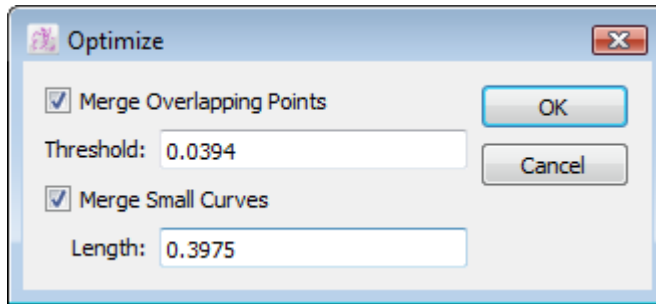 Optimize
Merge Overlapping Points
OK
Threshold: 0.0394
Cancel
Merge Small Curves
Length: 0.3975